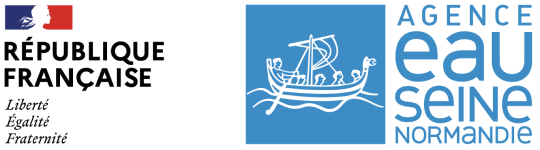 RÉPUBLIQUE
FRANÇAISE
Liberté
Égalité
Fraternité
AGENCE
eau
seine
NORMANDIE